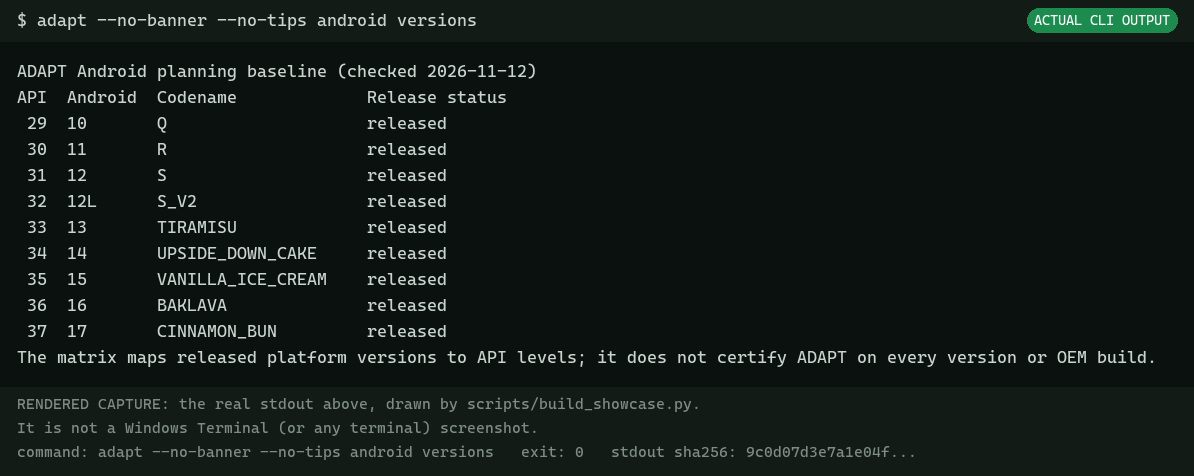 $ adapt --no-banner --no-tips android versions ACTUAL CLI OUTPUT
ADAPT Android planning baseline (checked 2026-11-12)
API Android Codename Release status
29 10 Q released
30 11 R released
31 12 S released
32 12L S_V2 released
33 13 TIRAMISU released
34 14 UPSIDE_DOWN_CAKE released
35 15 VANILLA_ICE_CREAM released
36 16 BAKLAVA released
37 17 CINNAMON_BUN released
The matrix maps released platform versions to API levels; it does not certify ADAPT on every version or OEM build.
RENDERED CAPTURE: the real stdout above, drawn by scripts/build_showcase.py.
It is not a Windows Terminal (or any terminal) screenshot.
command: adapt --no-banner --no-tips android versions exit: 0 stdout sha256: 9c0d07d3e7a1e04f...